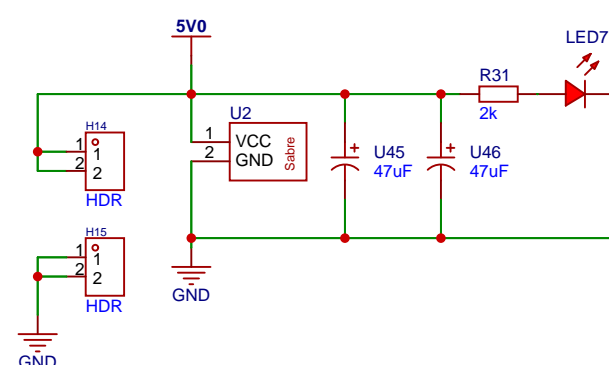 5V0
LED7
R31
2k
U2
1 VCC
2 GND
Sabre
U45
47uF
U46
47uF
H14
1 1
2 2
HDR
H15
1 1
2 2
HDR
GND
GND